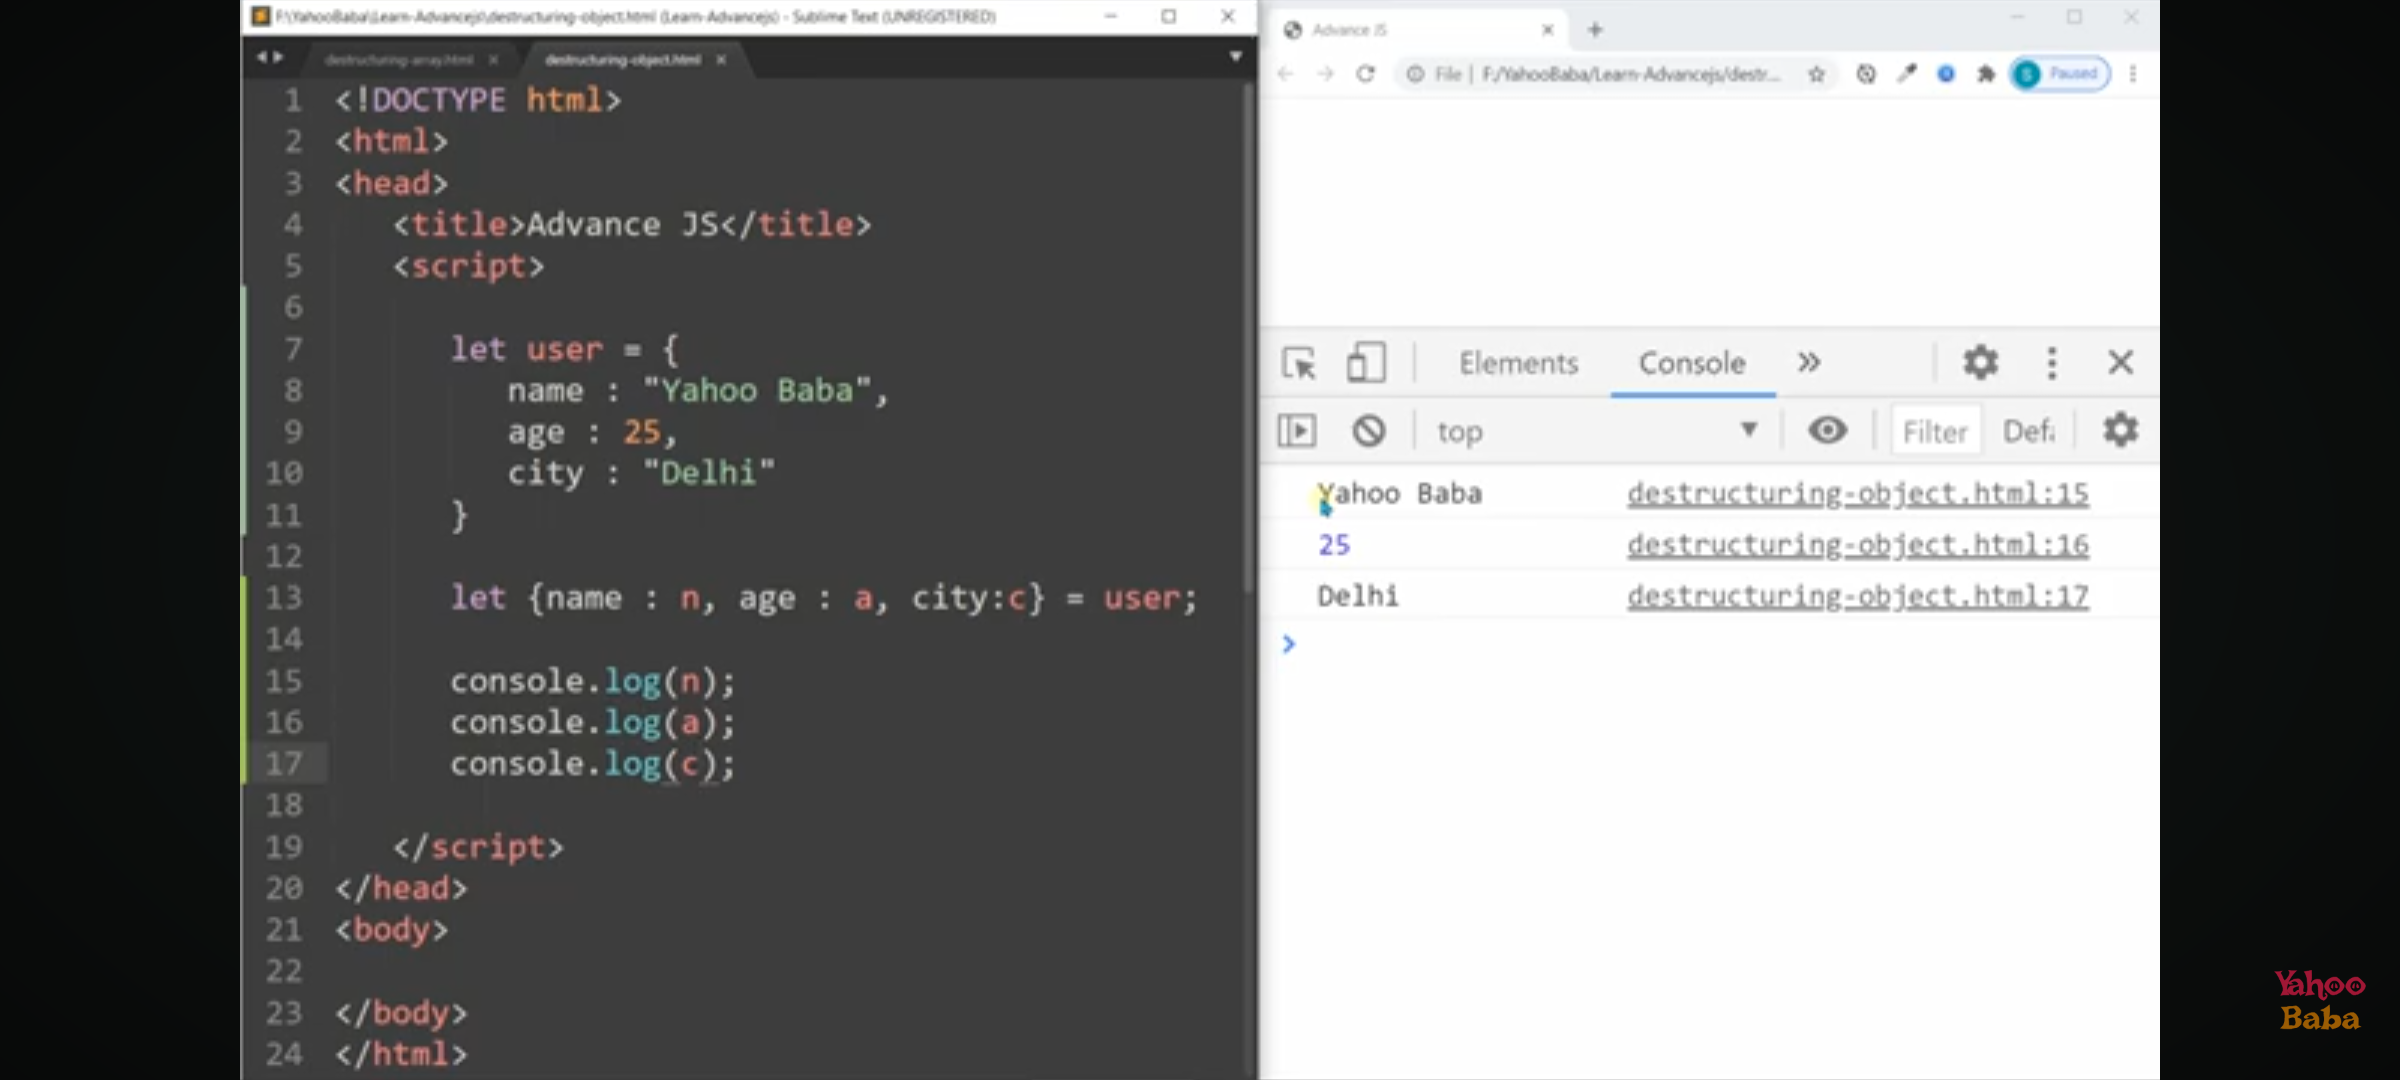 F:\YahooBaba\Learn-Advancejs\destructuring-object.html (Learn-Advancejs) - Sublime Text (UNREGISTERED)
destructuring-array.html
destructuring-object.html
1 <!DOCTYPE html>
2 <html>
3 <head>
4 <title>Advance JS</title>
5 <script>
6
7 let user = {
8 name : "Yahoo Baba",
9 age : 25,
10 city : "Delhi"
11 }
12
13 let {name : n, age : a, city:c} = user;
14
15 console.log(n);
16 console.log(a);
17 console.log(c);
18
19 </script>
20 </head>
21 <body>
22
23 </body>
24 </html>
Advance JS
File | F:/YahooBaba/Learn-Advancejs/destr...
S Paused
Elements Console
top Filter Def
Yahoo Baba destructuring-object.html:15
25 destructuring-object.html:16
Delhi destructuring-object.html:17
Yahoo
Baba